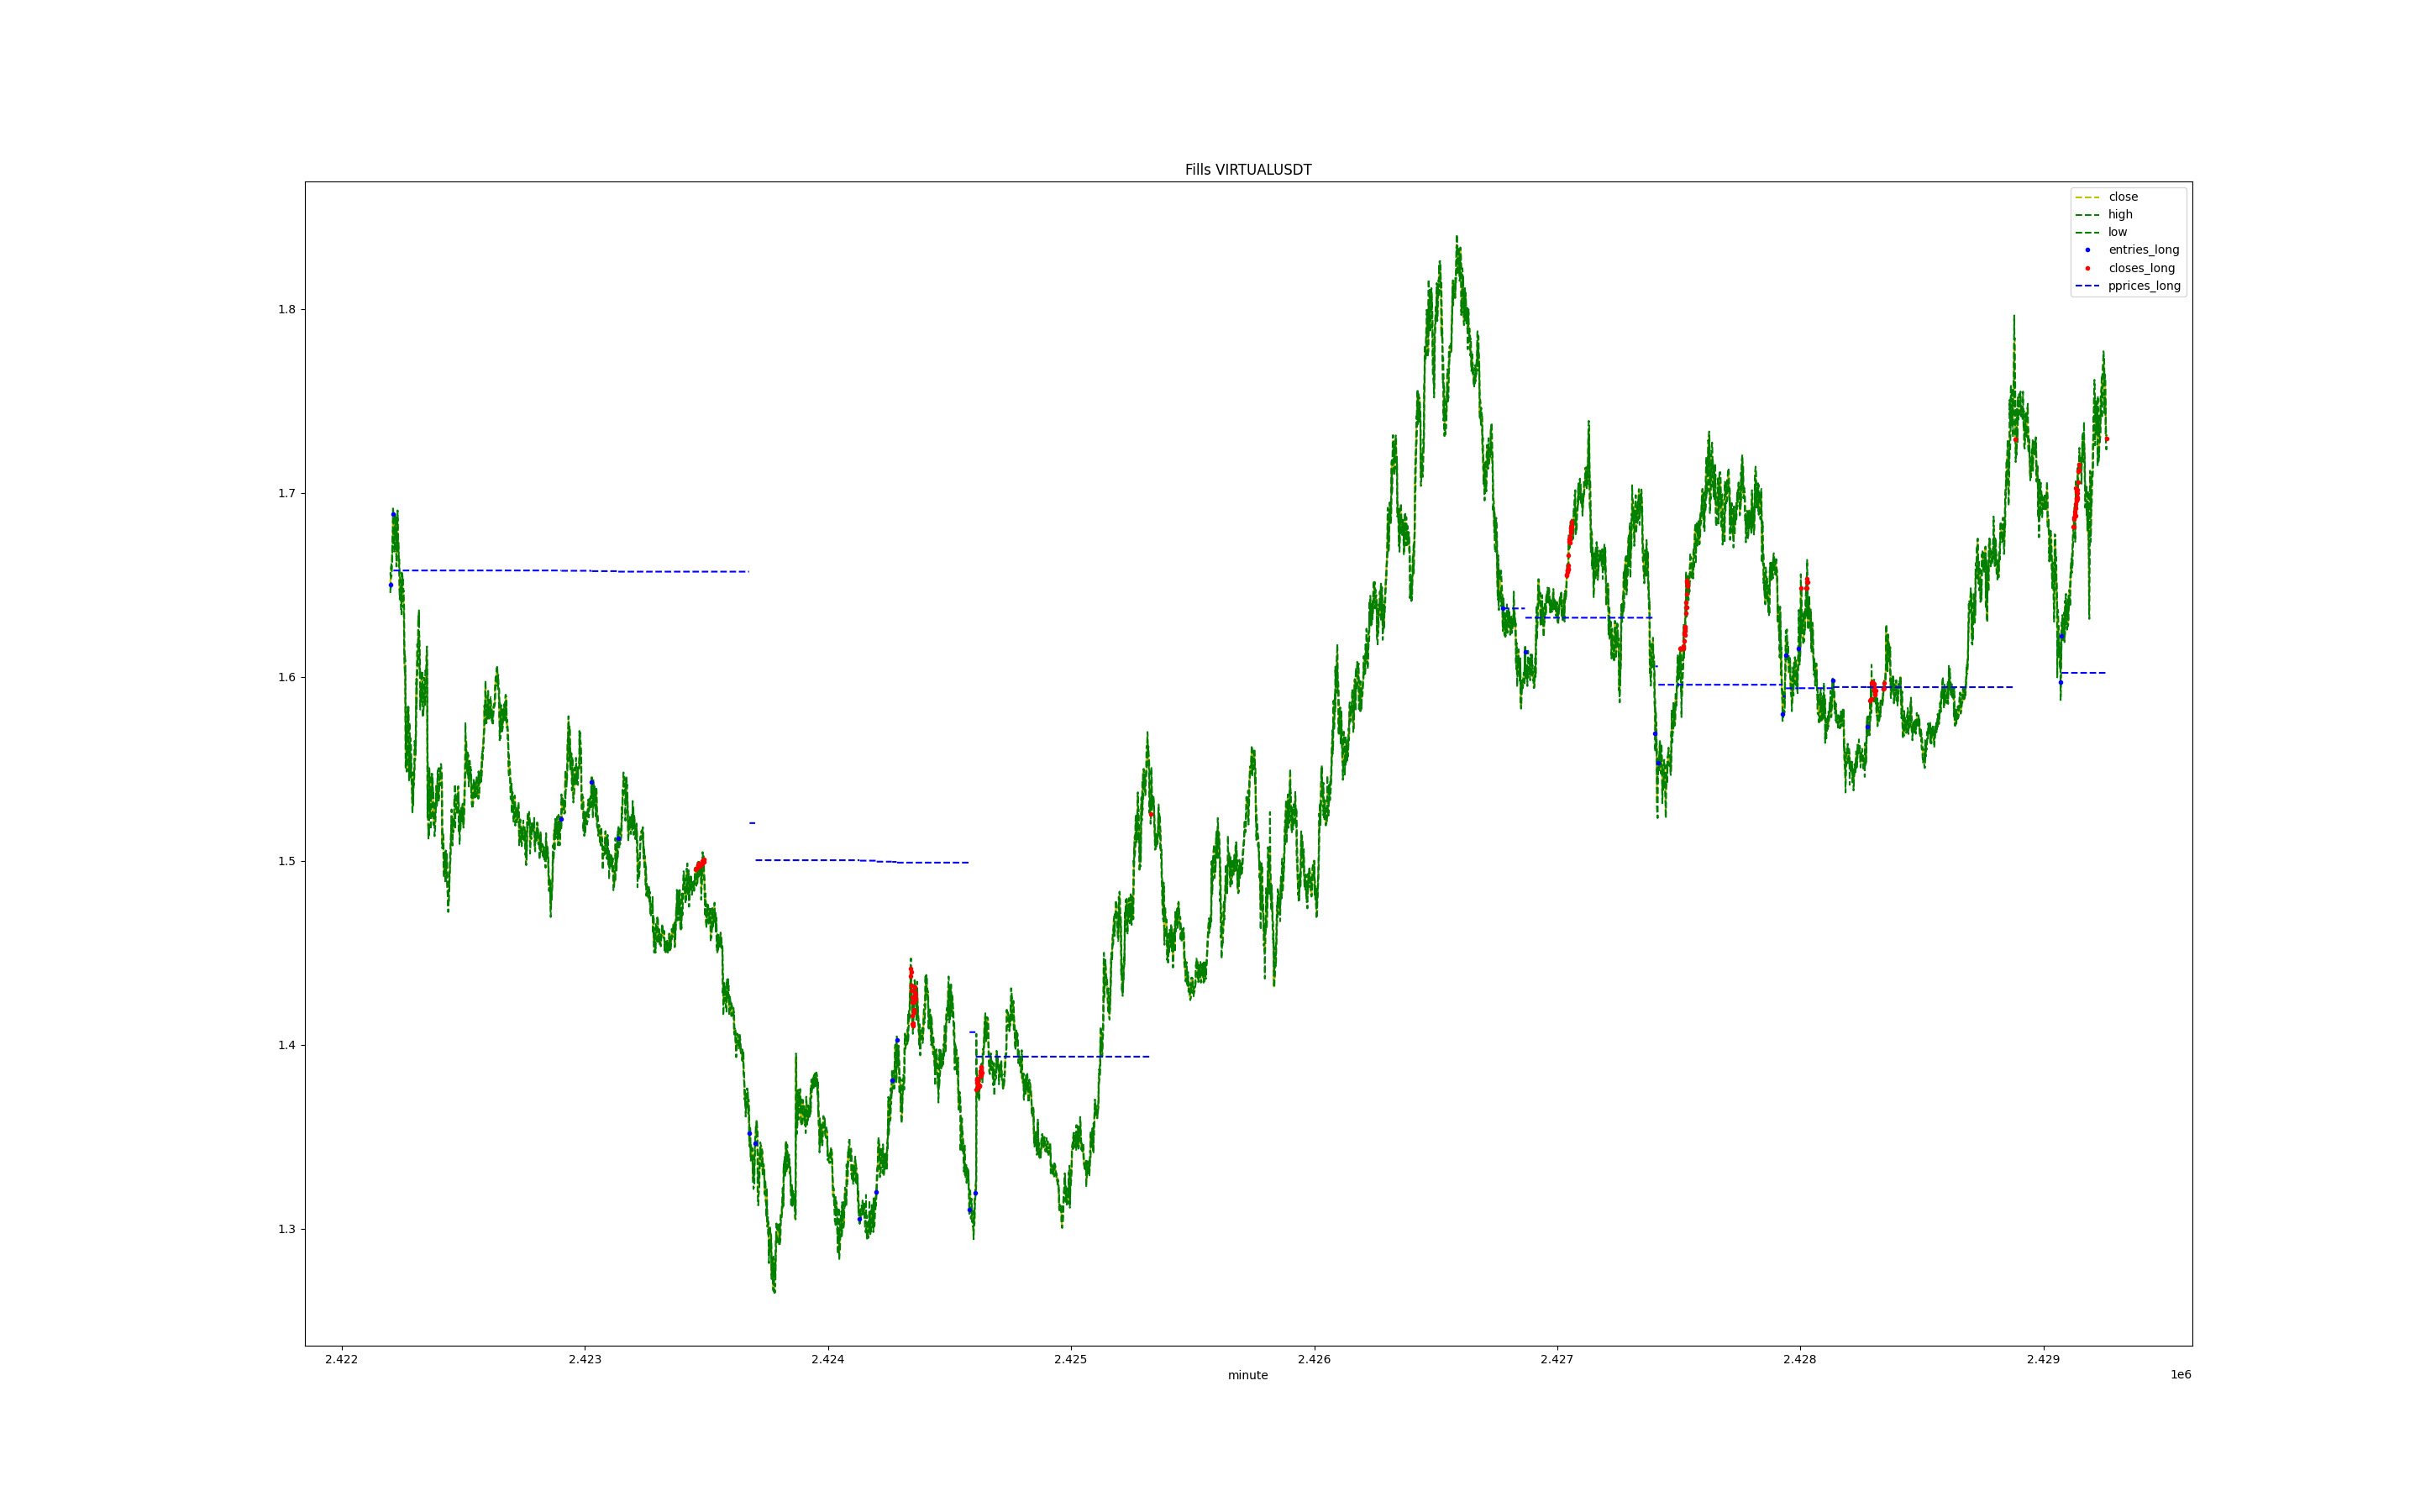 Fills VIRTUALUSDT
close
high
low
entries_long
closes_long
pprices_long
1.8
1.7
1.6
1.5
1.4
1.3
2.422 2.423 2.424 2.425 2.426 2.427 2.428 2.429
minute
1e6